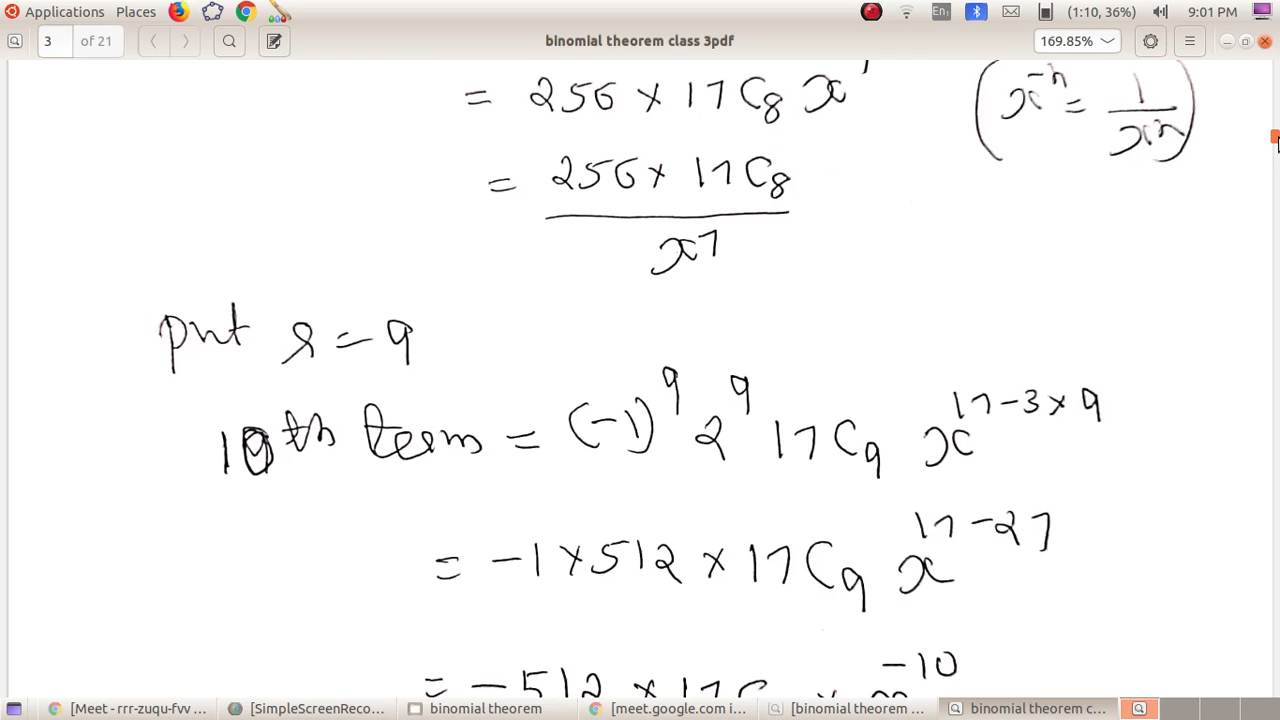 Applications Places En1 (1:10, 36%) 9:01 PM
3 of 21 binomial theorem class 3pdf 169.85%
= 256 × 17C8 x
(x^-n = 1/x^n)
= 256 × 17C8
x^7
put r = 9
10th term = (-1)^9 2^9 17C9 x^17-3×9
= -1 × 512 × 17C9 x^17-27
= -512 × 17C x^-10
[Meet - rrr-zuqu-fvv ... [SimpleScreenReco... binomial theorem [meet.google.com i... [binomial theorem ... binomial theorem c...